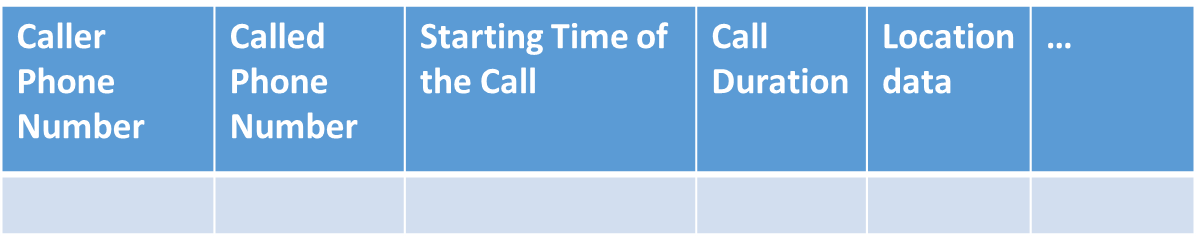 Caller
Phone
Number
Called
Phone
Number
Starting Time of
the Call
Call
Duration
Location
data
...